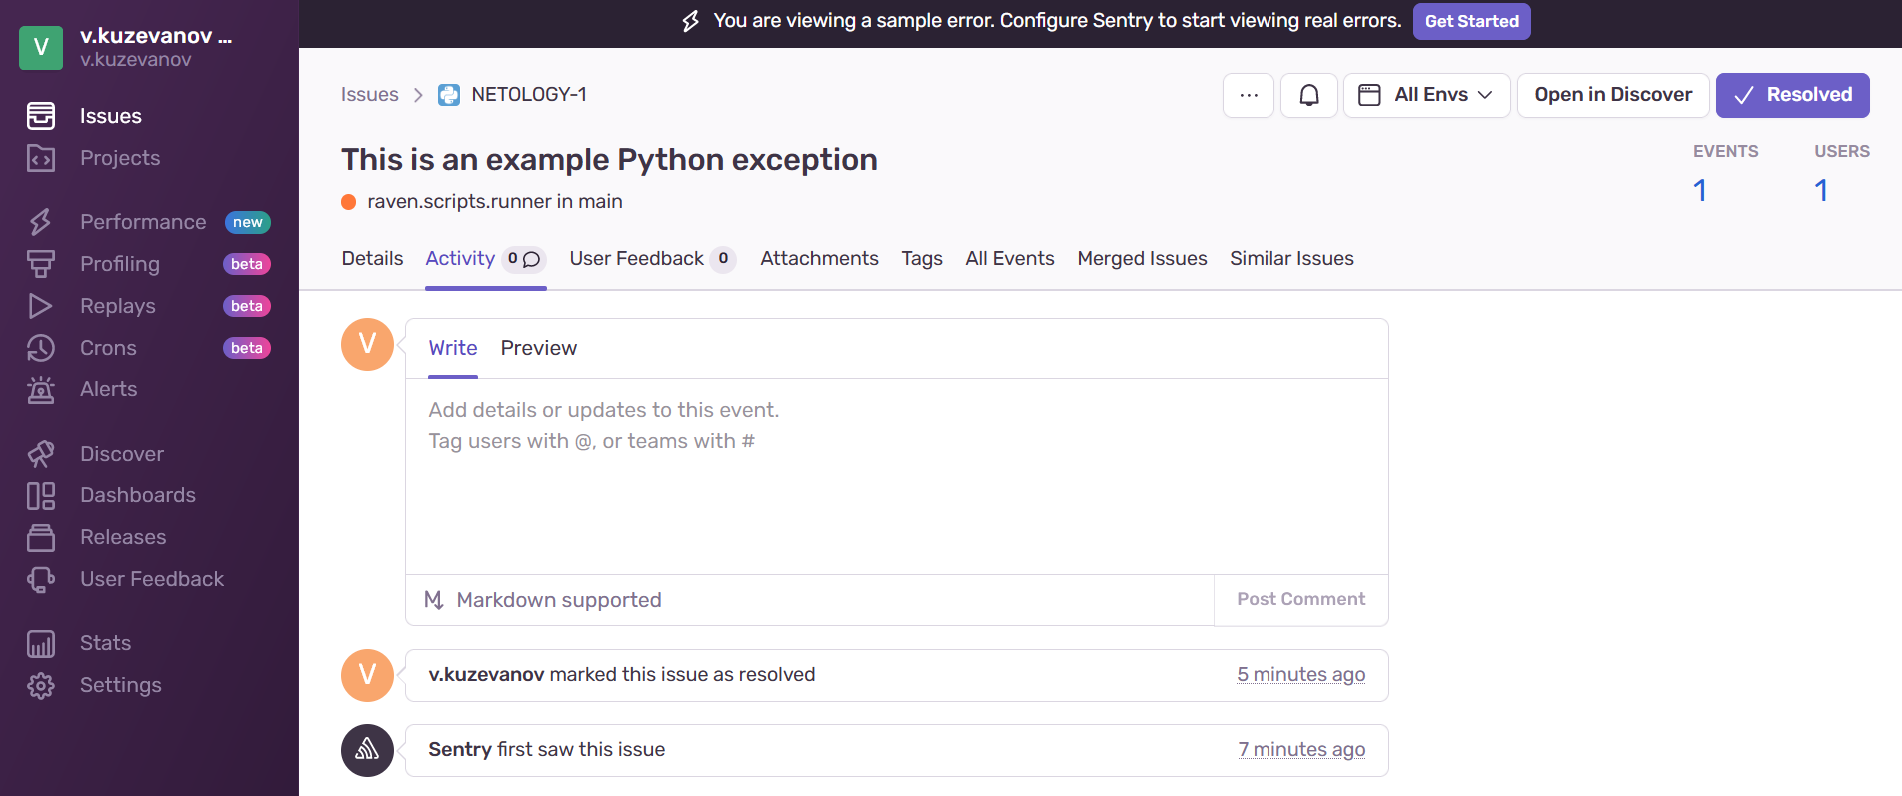 You are viewing a sample error. Configure Sentry to start viewing real errors. Get Started
V
v.kuzevanov ...
v.kuzevanov
Issues
Projects
Performance new
Profiling beta
Replays beta
Crons beta
Alerts
Discover
Dashboards
Releases
User Feedback
Stats
Settings
Issues > NETOLOGY-1
... All Envs Open in Discover Resolved
This is an example Python exception
raven.scripts.runner in main
EVENTS USERS
1 1
Details Activity 0 User Feedback 0 Attachments Tags All Events Merged Issues Similar Issues
V
Write Preview
Add details or updates to this event.
Tag users with @, or teams with #
Markdown supported Post Comment
V
v.kuzevanov marked this issue as resolved 5 minutes ago
Sentry first saw this issue 7 minutes ago